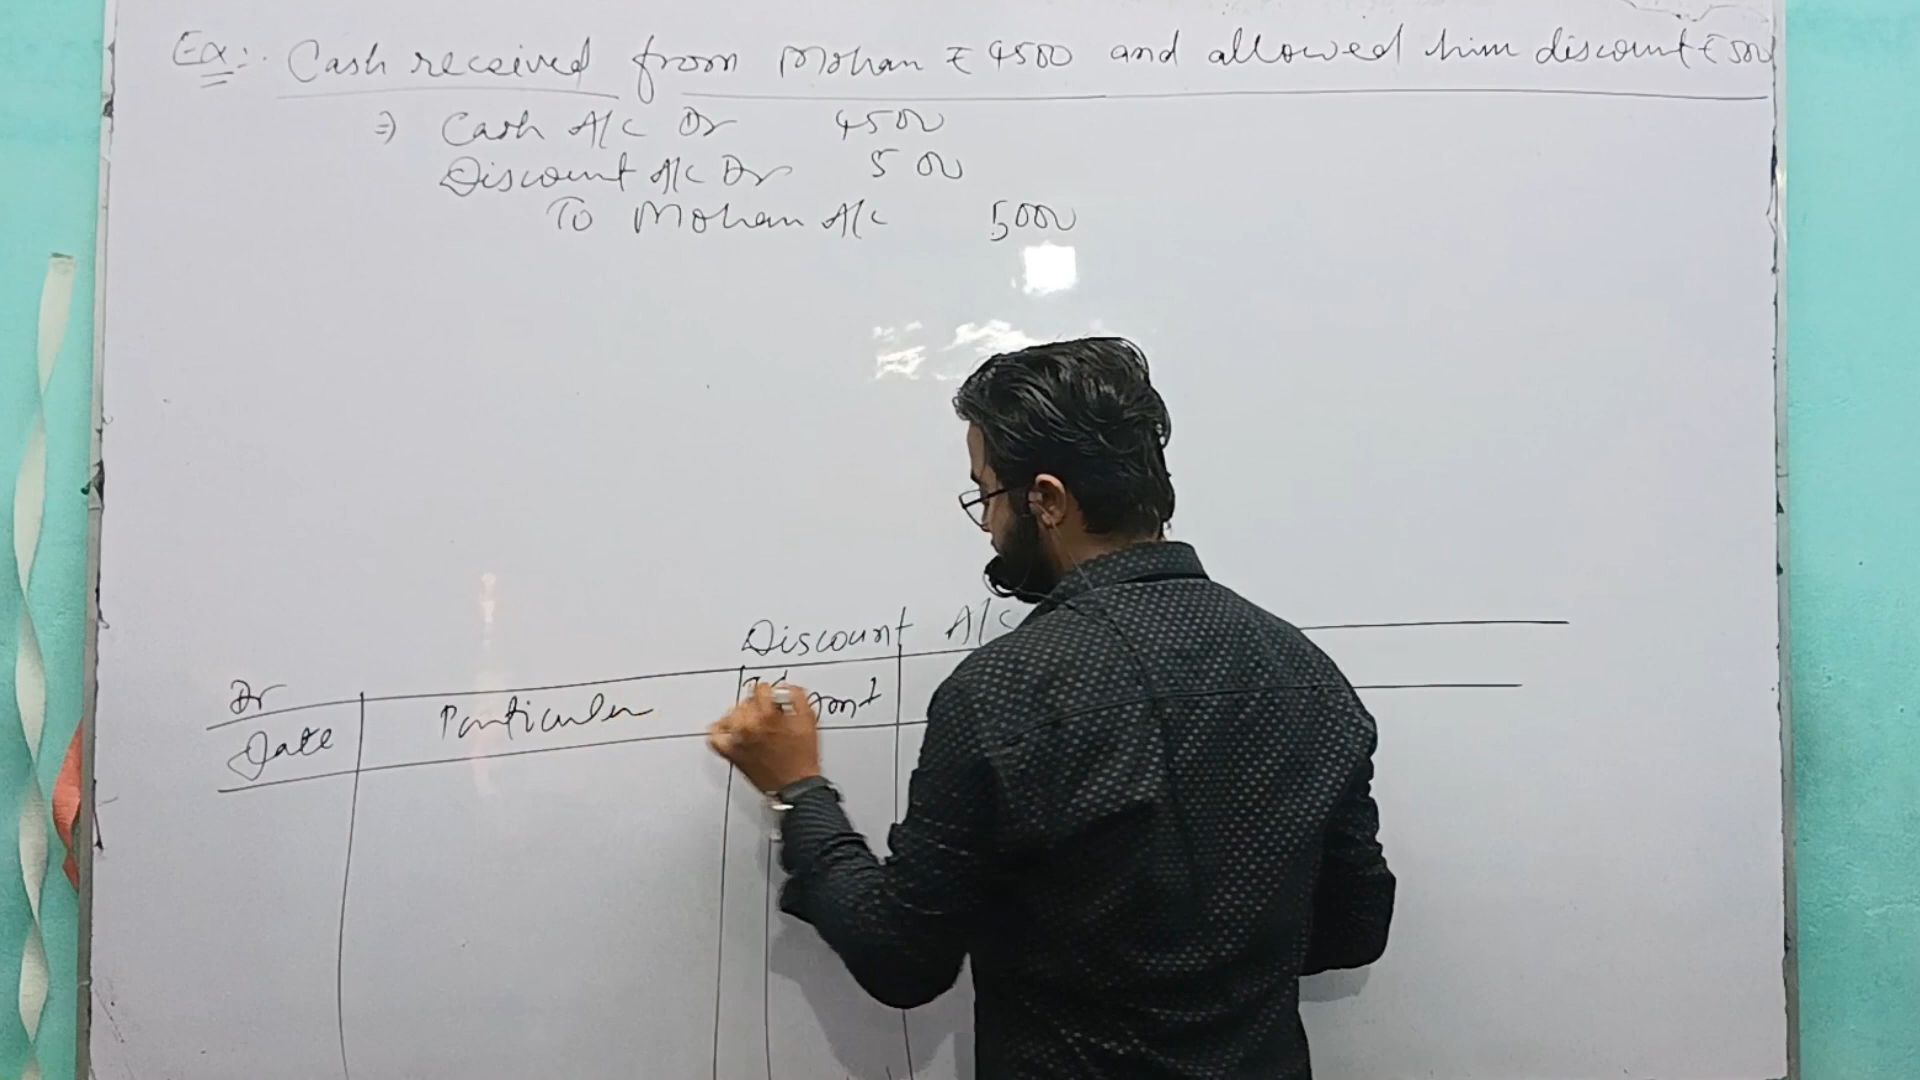 Ex:- Cash received from Mohan ₹ 4500 and allowed him discount ₹ 500
⇒ Cash A/c Dr 4500
Discount A/c Dr 500
To Mohan A/c 5000
Discount A/c
Dr
Date Particular